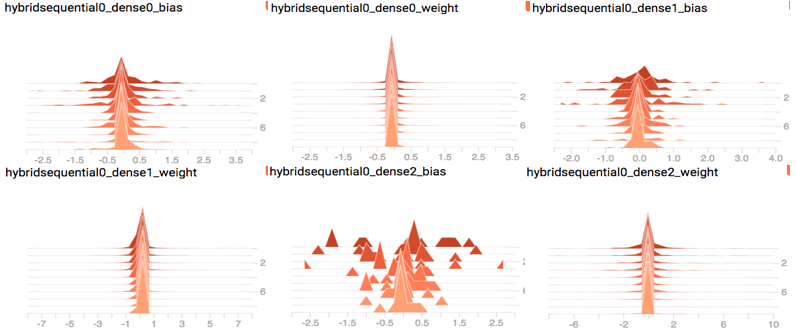 hybridsequential0_dense0_bias
hybridsequential0_dense0_weight
hybridsequential0_dense1_bias
2
6
-2.5 -1.5 -0.5 0.5 1.5 2.5 3.5
2
6
-2.5 -1.5 -0.5 0.5 1.5 2.5 3.5
2
6
-2.0 -1.0 0.0 1.0 2.0 3.0 4.0
hybridsequential0_dense1_weight
hybridsequential0_dense2_bias
hybridsequential0_dense2_weight
2
6
-7 -5 -3 -1 1 3 5 7
6
-2.5 -1.5 -0.5 0.5 1.5 2.5
2
6
-6 -2 2 6 10